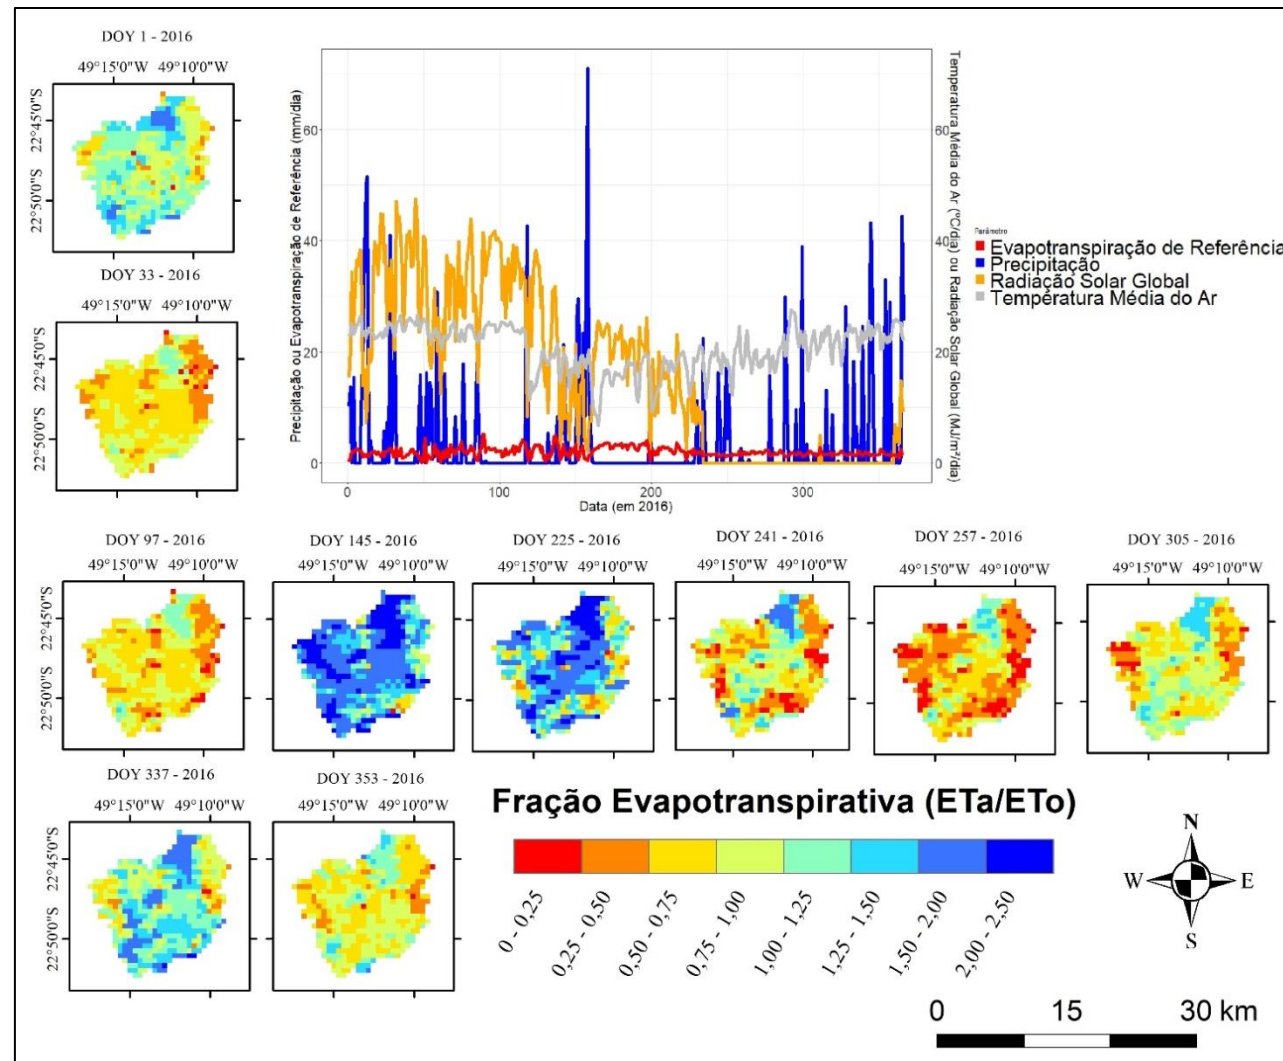 DOY 1 - 2016
49°15'0"W 49°10'0"W
22°45'0"S
22°50'0"S
DOY 33 - 2016
49°15'0"W 49°10'0"W
22°45'0"S
22°50'0"S
Precipitação ou Evapotranspiração de Referência (mm/dia)
60
40
20
0
0 100 200 300
Data (em 2016)
60
40
20
0
Temperatura Média do Ar (ºC/dia) ou Radiação Solar Global (MJ/m²/dia)
Parâmetro
Evapotranspiração de Referência
Precipitação
Radiação Solar Global
Temperatura Média do Ar
DOY 97 - 2016
49°15'0"W 49°10'0"W
22°45'0"S
22°50'0"S
DOY 145 - 2016
49°15'0"W 49°10'0"W
DOY 225 - 2016
49°15'0"W 49°10'0"W
DOY 241 - 2016
49°15'0"W 49°10'0"W
DOY 257 - 2016
49°15'0"W 49°10'0"W
DOY 305 - 2016
49°15'0"W 49°10'0"W
DOY 337 - 2016
49°15'0"W 49°10'0"W
22°45'0"S
22°50'0"S
DOY 353 - 2016
49°15'0"W 49°10'0"W
Fração Evapotranspirativa (ETa/ETo)
0 - 0,25
0,25 - 0,50
0,50 - 0,75
0,75 - 1,00
1,00 - 1,25
1,25 - 1,50
1,50 - 2,00
2,00 - 2.50
N
W E
S
0 15 30 km